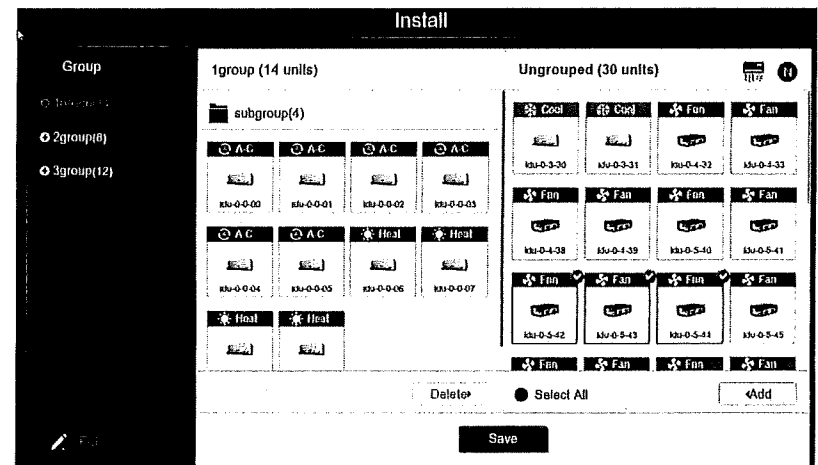 Install
Group
2group(8)
3group(12)
1group (14 units)
subgroup(4)
A·C A·C A·C A·C
Idu-0-0-00 Idu-0-0-01 Idu-0-0-02 Idu-0-0-03
A·C A·C Heat Heat
Idu-0-0-04 Idu-0-0-05 Idu-0-0-06 Idu-0-0-07
Heat Heat
Delete
Ungrouped (30 units)
N
Cool Cool Fan Fan
Idu-0-3-30 Idu-0-3-31 Idu-0-4-32 Idu-0-4-33
Fan Fan Fan Fan
Idu-0-4-38 Idu-0-4-39 Idu-0-5-40 Idu-0-5-41
Fan Fan Fan Fan
Idu-0-5-42 Idu-0-5-43 Idu-0-5-44 Idu-0-5-45
Fan Fan Fan Fan
Select All
Add
Save